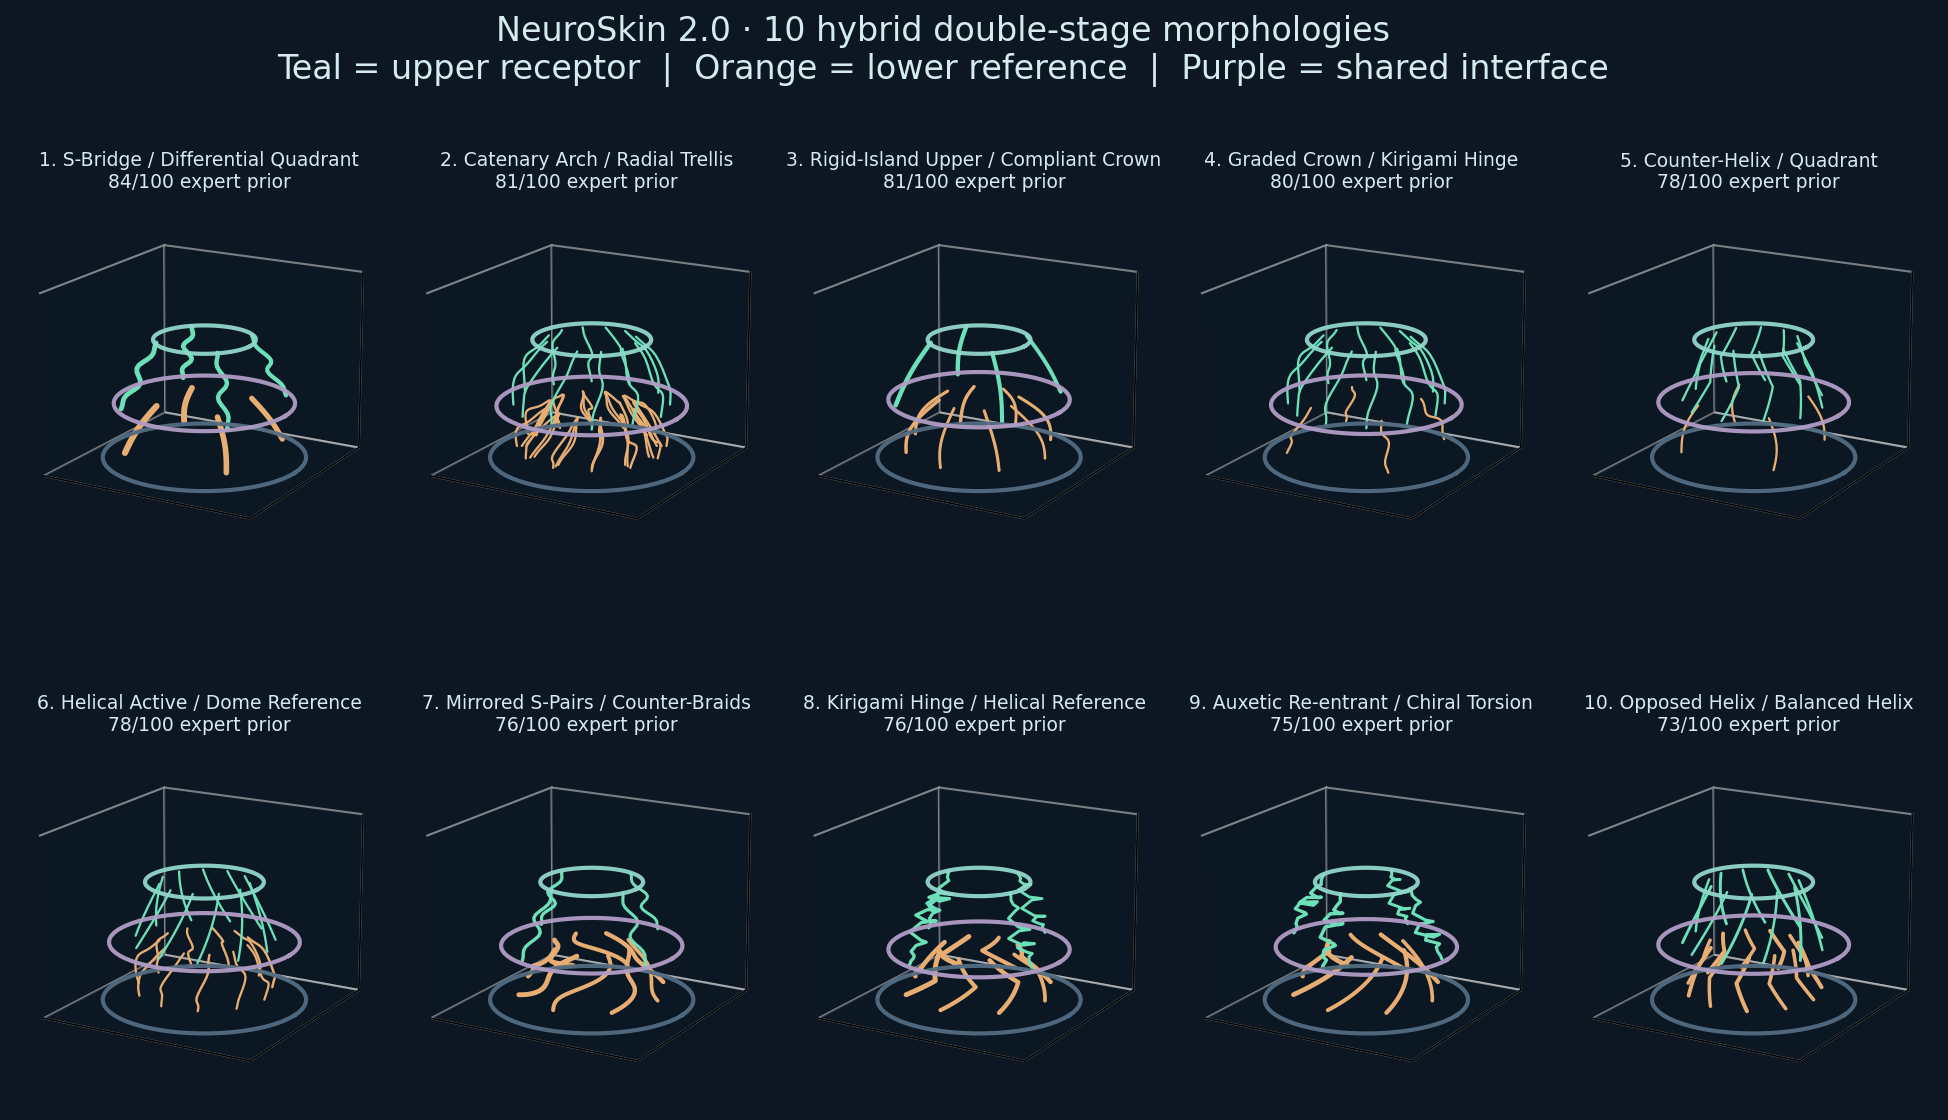 NeuroSkin 2.0 · 10 hybrid double-stage morphologies
Teal = upper receptor | Orange = lower reference | Purple = shared interface
1. S-Bridge / Differential Quadrant
84/100 expert prior
2. Catenary Arch / Radial Trellis
81/100 expert prior
3. Rigid-Island Upper / Compliant Crown
81/100 expert prior
4. Graded Crown / Kirigami Hinge
80/100 expert prior
5. Counter-Helix / Quadrant
78/100 expert prior
6. Helical Active / Dome Reference
78/100 expert prior
7. Mirrored S-Pairs / Counter-Braids
76/100 expert prior
8. Kirigami Hinge / Helical Reference
76/100 expert prior
9. Auxetic Re-entrant / Chiral Torsion
75/100 expert prior
10. Opposed Helix / Balanced Helix
73/100 expert prior